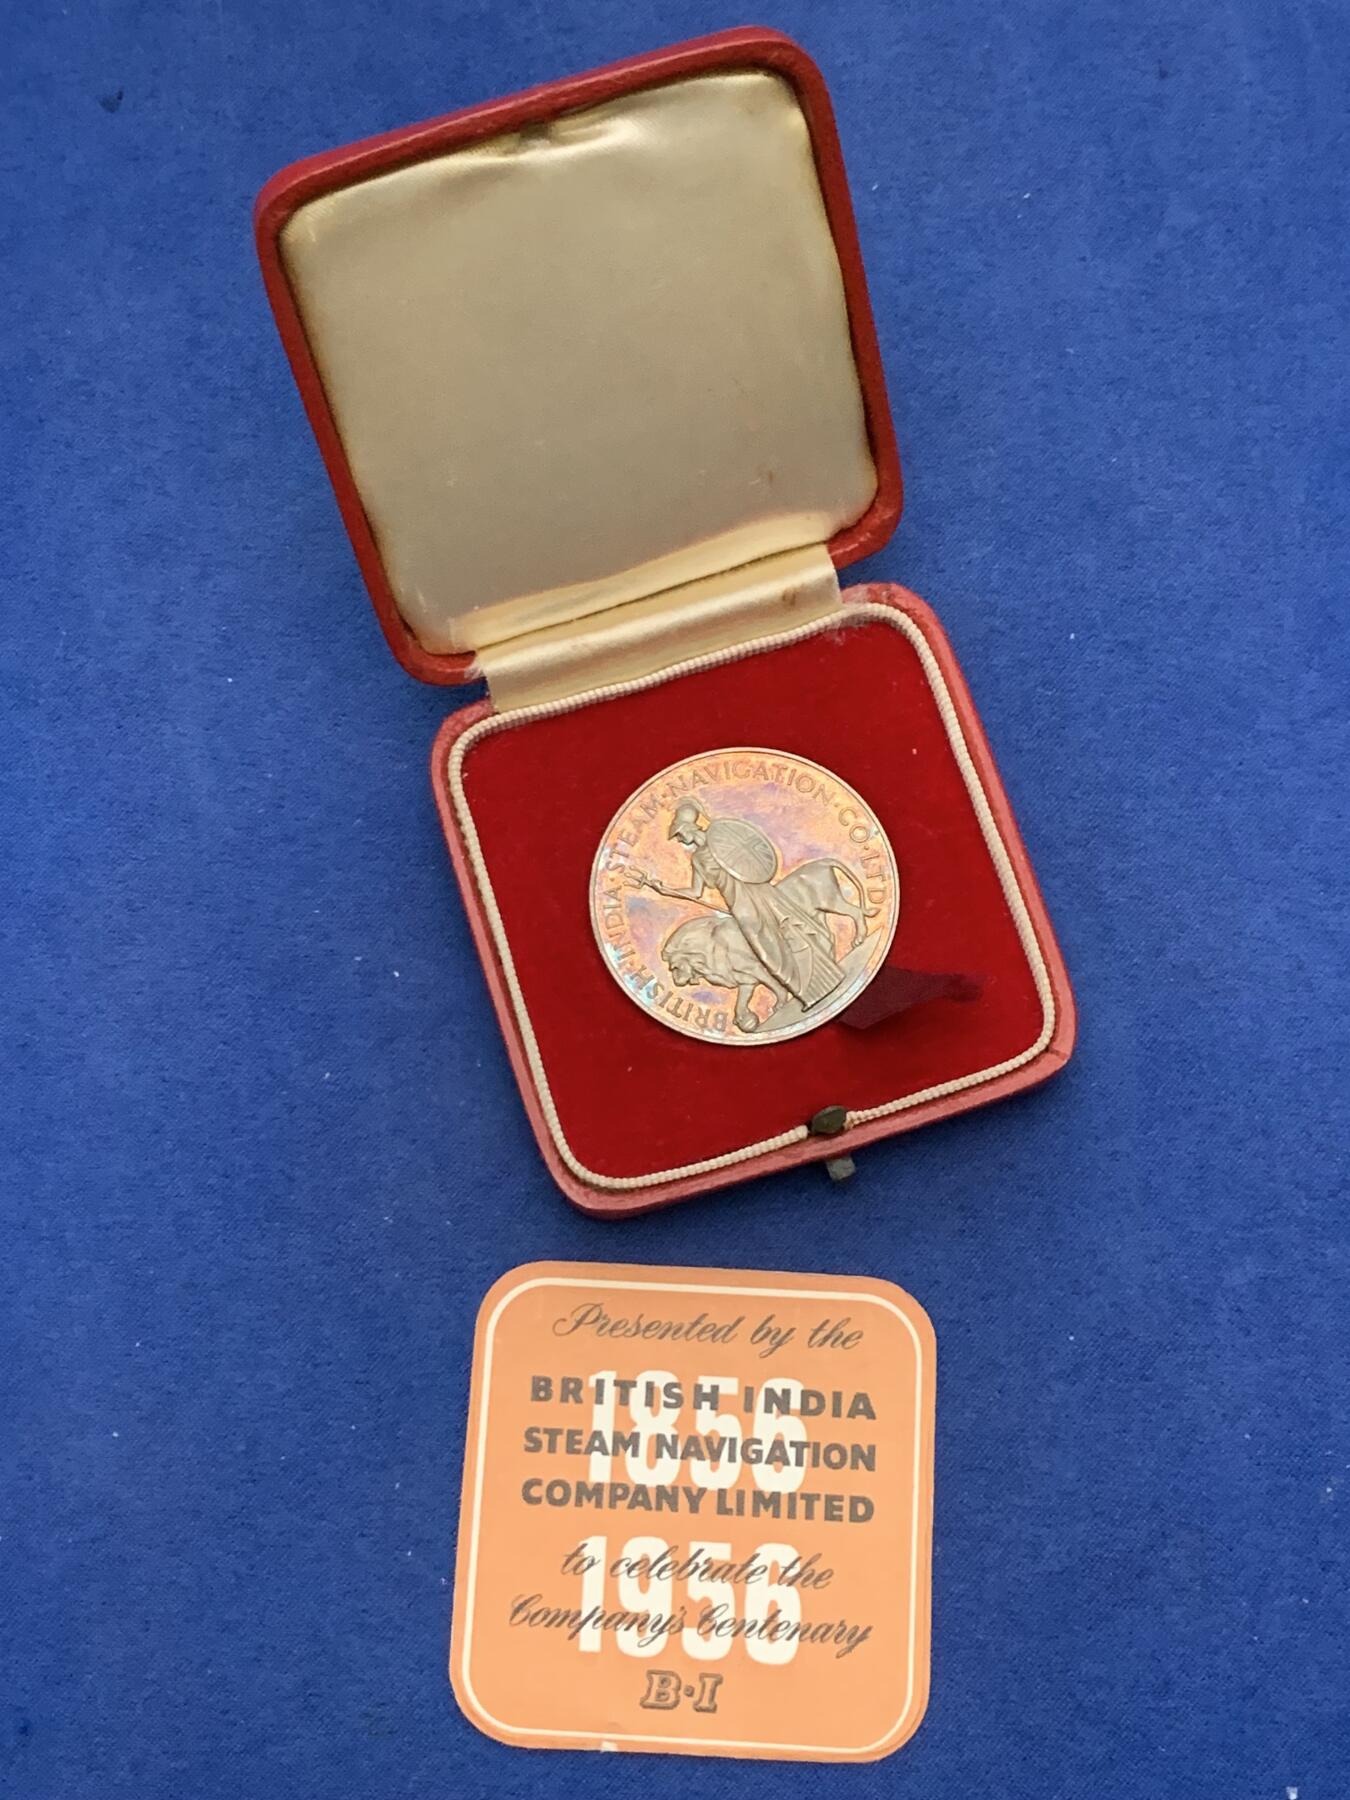 BRITISH·INDIA·STEAM·NAVIGATION·CO·LTD
Presented by the
1856
BRITISH INDIA
STEAM NAVIGATION
COMPANY LIMITED
1956
to celebrate the
Company's Centenary
B·I